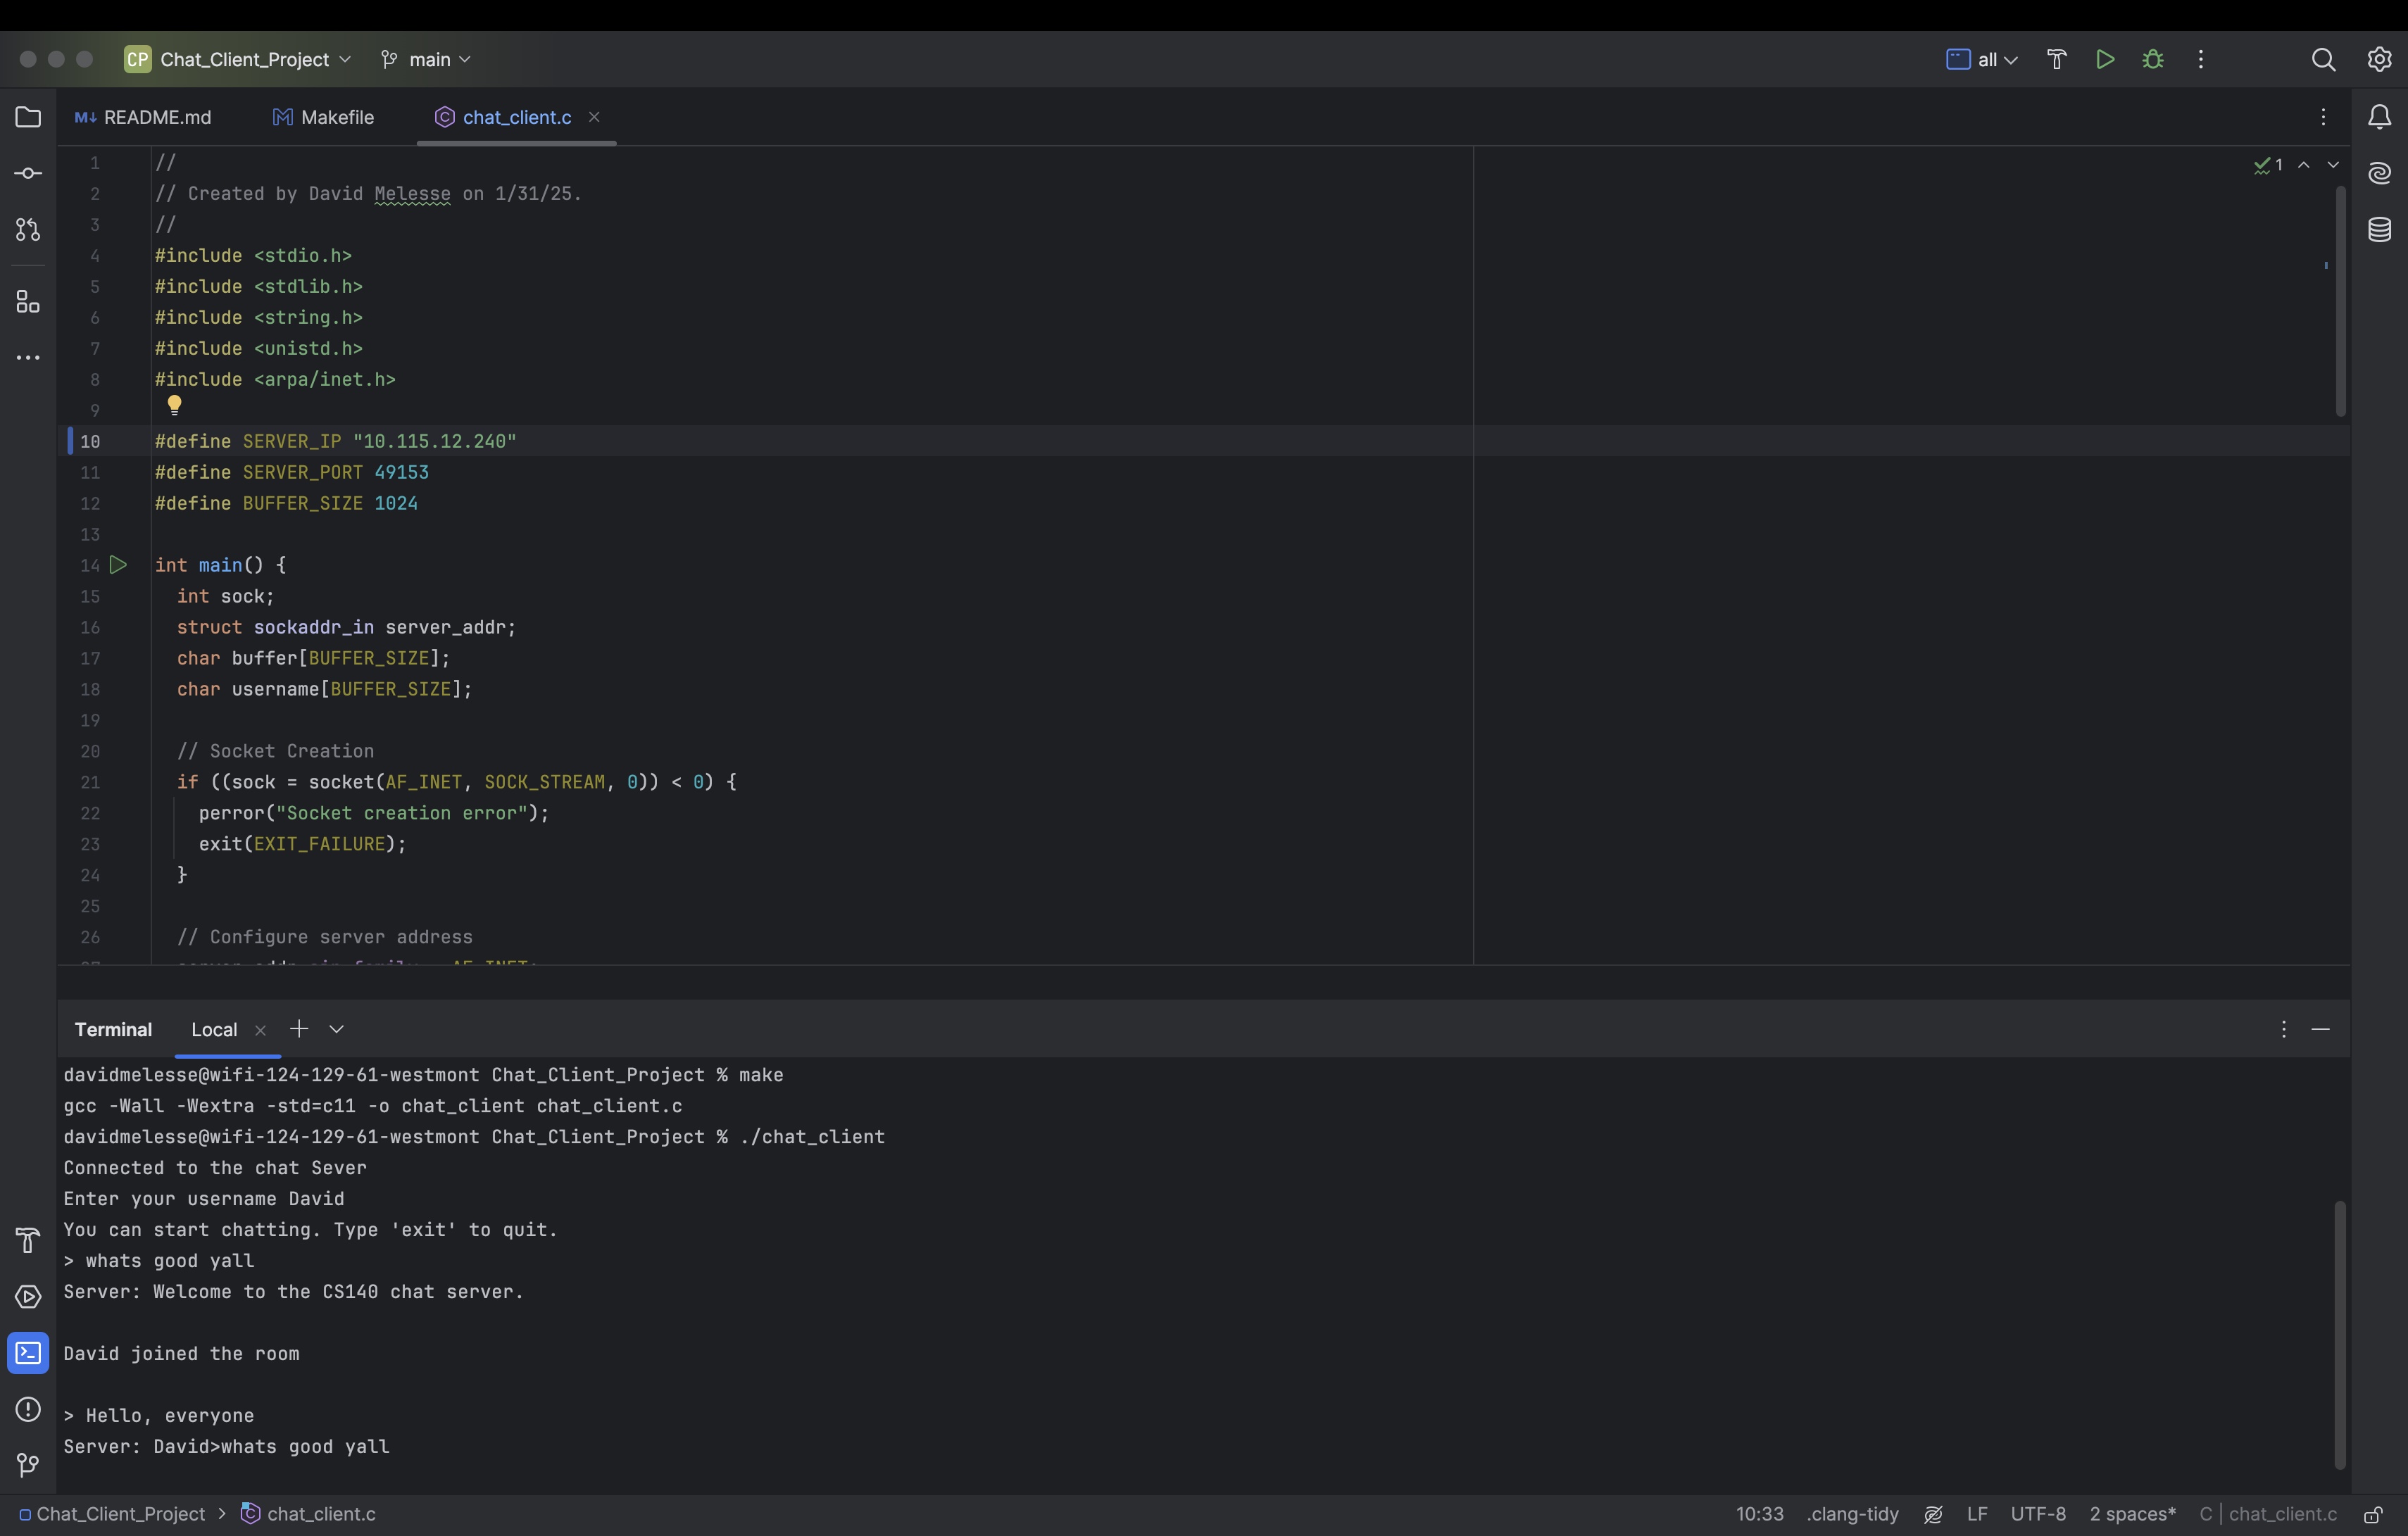 CP Chat_Client_Project main all
README.md Makefile chat_client.c
1 //
2 // Created by David Melesse on 1/31/25.
3 //
4 #include <stdio.h>
5 #include <stdlib.h>
6 #include <string.h>
7 #include <unistd.h>
8 #include <arpa/inet.h>
9
10 #define SERVER_IP "10.115.12.240"
11 #define SERVER_PORT 49153
12 #define BUFFER_SIZE 1024
13
14 int main() {
15 int sock;
16 struct sockaddr_in server_addr;
17 char buffer[BUFFER_SIZE];
18 char username[BUFFER_SIZE];
19
20 // Socket Creation
21 if ((sock = socket(AF_INET, SOCK_STREAM, 0)) < 0) {
22 perror("Socket creation error");
23 exit(EXIT_FAILURE);
24 }
25
26 // Configure server address
1
Terminal Local
davidmelesse@wifi-124-129-61-westmont Chat_Client_Project % make
gcc -Wall -Wextra -std=c11 -o chat_client chat_client.c
davidmelesse@wifi-124-129-61-westmont Chat_Client_Project % ./chat_client
Connected to the chat Sever
Enter your username David
You can start chatting. Type 'exit' to quit.
> whats good yall
Server: Welcome to the CS140 chat server.
David joined the room
> Hello, everyone
Server: David>whats good yall
Chat_Client_Project > chat_client.c 10:33 .clang-tidy LF UTF-8 2 spaces* C | chat_client.c